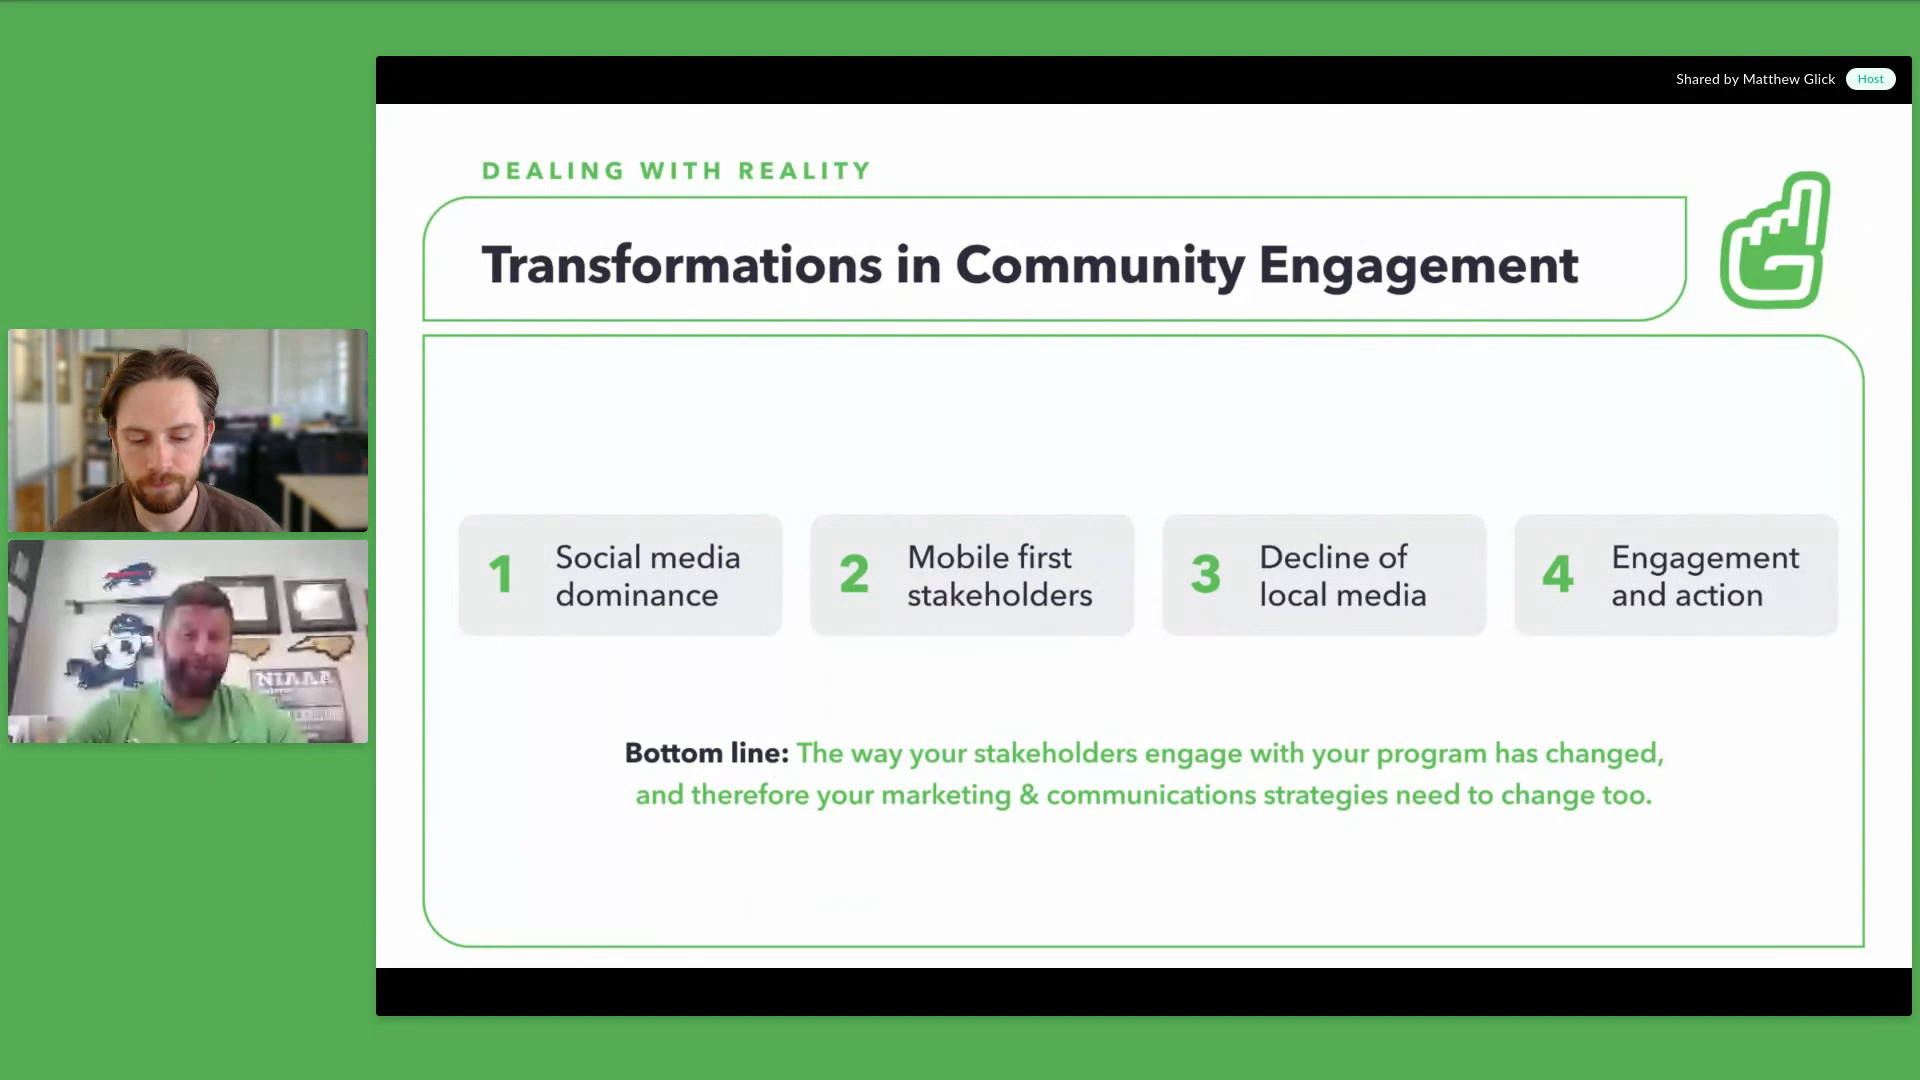 Shared by Matthew Glick Host
DEALING WITH REALITY
Transformations in Community Engagement
1 Social media dominance
2 Mobile first stakeholders
3 Decline of local media
4 Engagement and action
Bottom line: The way your stakeholders engage with your program has changed,
and therefore your marketing & communications strategies need to change too.
NIAAA